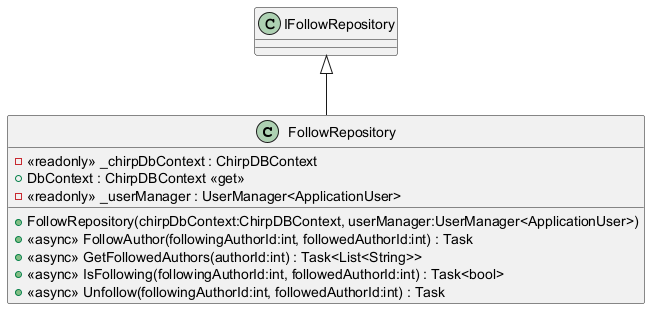 C IFollowRepository
C FollowRepository
«readonly» _chirpDbContext : ChirpDBContext
DbContext : ChirpDBContext «get»
«readonly» _userManager : UserManager<ApplicationUser>
FollowRepository(chirpDbContext:ChirpDBContext, userManager:UserManager<ApplicationUser>)
«async» FollowAuthor(followingAuthorId:int, followedAuthorId:int) : Task
«async» GetFollowedAuthors(authorId:int) : Task<List<String>>
«async» IsFollowing(followingAuthorId:int, followedAuthorId:int) : Task<bool>
«async» Unfollow(followingAuthorId:int, followedAuthorId:int) : Task